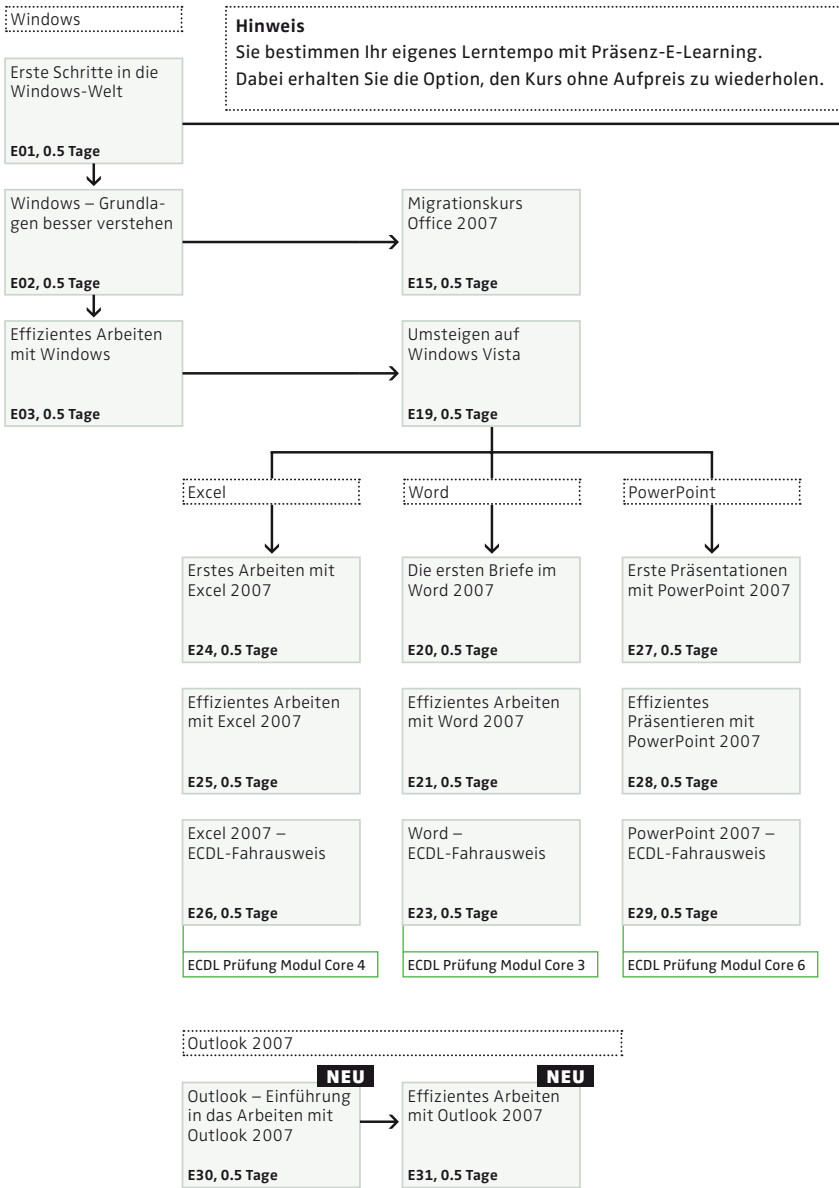 Windows
Hinweis
Sie bestimmen Ihr eigenes Lerntempo mit Präsenz-E-Learning.
Dabei erhalten Sie die Option, den Kurs ohne Aufpreis zu wiederholen.
Erste Schritte in die
Windows-Welt
E01, 0.5 Tage
Windows – Grundla-
gen besser verstehen
E02, 0.5 Tage
Migrationskurs
Office 2007
E15, 0.5 Tage
Effizientes Arbeiten
mit Windows
E03, 0.5 Tage
Umsteigen auf
Windows Vista
E19, 0.5 Tage
Excel
Word
PowerPoint
Erstes Arbeiten mit
Excel 2007
E24, 0.5 Tage
Die ersten Briefe im
Word 2007
E20, 0.5 Tage
Erste Präsentationen
mit PowerPoint 2007
E27, 0.5 Tage
Effizientes Arbeiten
mit Excel 2007
E25, 0.5 Tage
Effizientes Arbeiten
mit Word 2007
E21, 0.5 Tage
Effizientes
Präsentieren mit
PowerPoint 2007
E28, 0.5 Tage
Excel 2007 –
ECDL-Fahrausweis
E26, 0.5 Tage
Word –
ECDL-Fahrausweis
E23, 0.5 Tage
PowerPoint 2007 –
ECDL-Fahrausweis
E29, 0.5 Tage
ECDL Prüfung Modul Core 4
ECDL Prüfung Modul Core 3
ECDL Prüfung Modul Core 6
Outlook 2007
NEU
Outlook – Einführung
in das Arbeiten mit
Outlook 2007
E30, 0.5 Tage
NEU
Effizientes Arbeiten
mit Outlook 2007
E31, 0.5 Tage